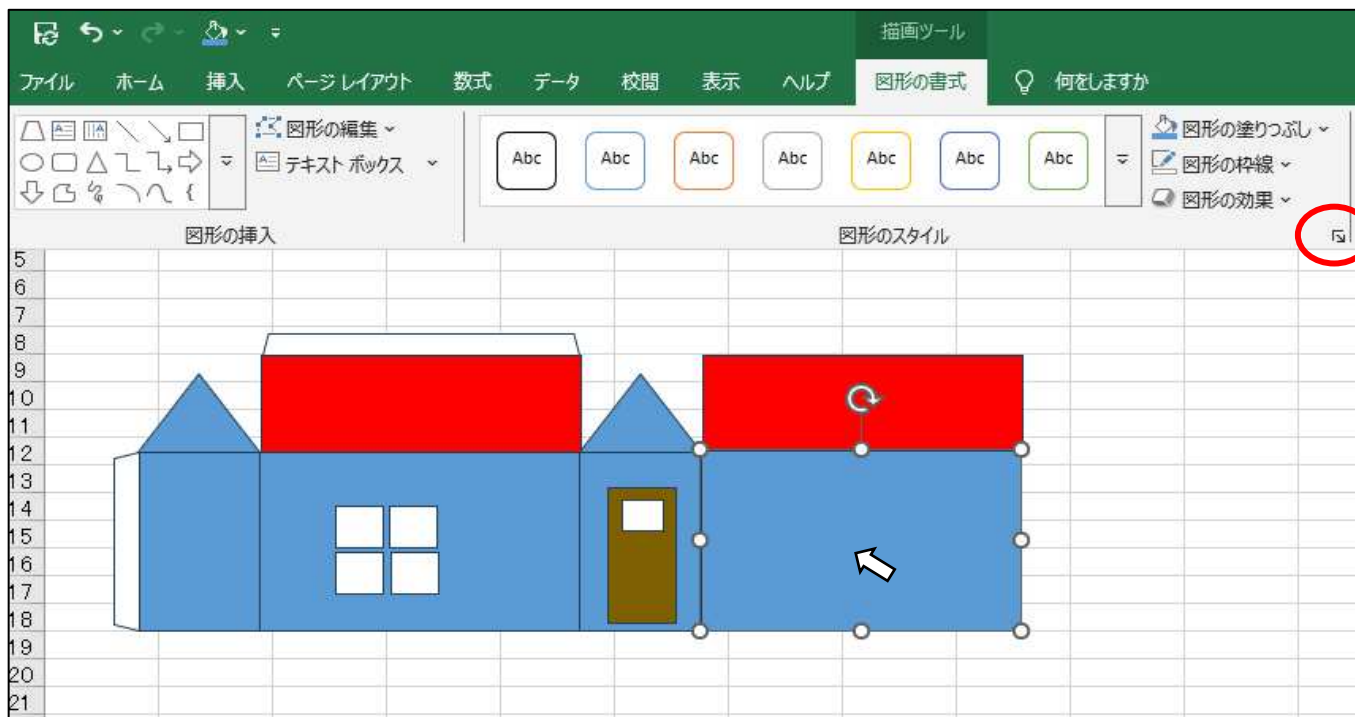 描画ツール
ファイル ホーム 挿入 ページ レイアウト 数式 データ 校閲 表示 ヘルプ 図形の書式 何をしますか
図形の編集
テキスト ボックス
Abc Abc Abc Abc Abc Abc Abc
図形の塗りつぶし
図形の枠線
図形の効果
図形の挿入
図形のスタイル
5
6
7
8
9
10
11
12
13
14
15
16
17
18
19
20
21